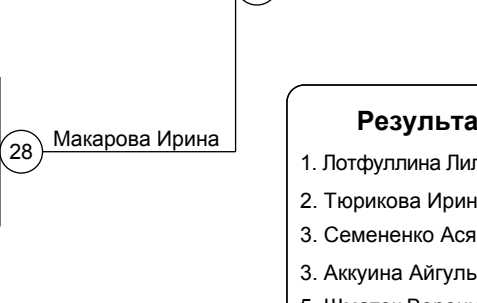 28
Макарова Ирина
Результа
1. Лотфуллина Лил
2. Тюрикова Ирин
3. Семененко Ася
3. Аккуина Айгуль